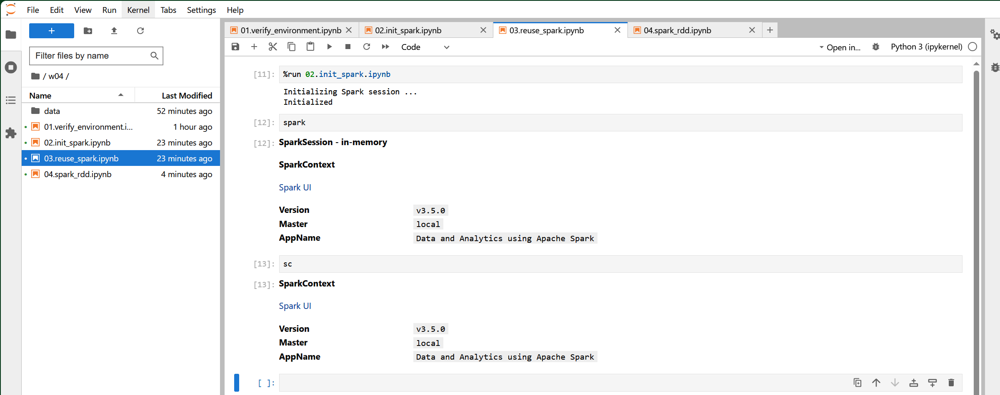 File Edit View Run Kernel Tabs Settings Help
+
Filter files by name
/ w04 /
Name Last Modified
data 52 minutes ago
01.verify_environment.i... 1 hour ago
02.init_spark.ipynb 23 minutes ago
03.reuse_spark.ipynb 23 minutes ago
04.spark_rdd.ipynb 4 minutes ago
01.verify_environment.ipynb 02.init_spark.ipynb 03.reuse_spark.ipynb 04.spark_rdd.ipynb
Code Open in... Python 3 (ipykernel)
[11]: %run 02.init_spark.ipynb
Initializing Spark session ...
Initialized
[12]: spark
[12]: SparkSession - in-memory
SparkContext
Spark UI
Version v3.5.0
Master local
AppName Data and Analytics using Apache Spark
[13]: sc
[13]: SparkContext
Spark UI
Version v3.5.0
Master local
AppName Data and Analytics using Apache Spark
[ ]: